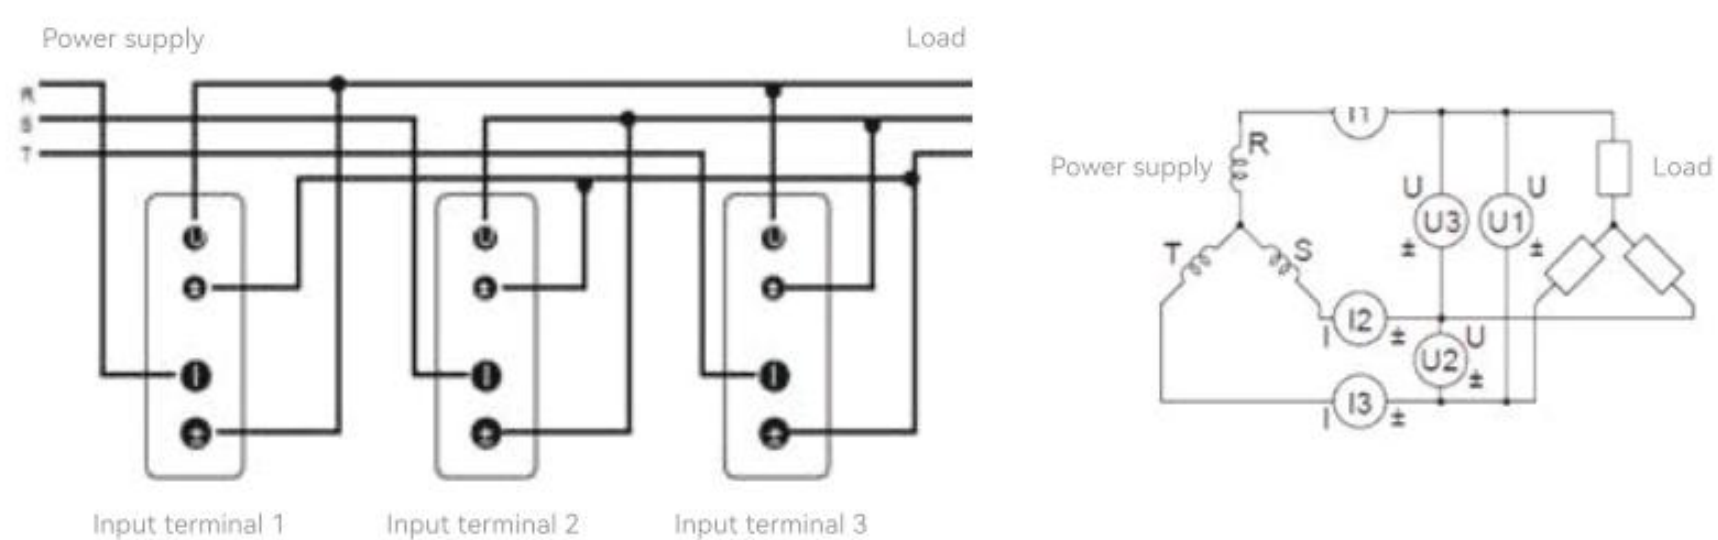 Power supply
Load
R
S
T
U
±
I
±
U
±
I
±
U
±
I
±
Input terminal 1
Input terminal 2
Input terminal 3
I1
R
Power supply
Load
U
U
U3
U1
±
±
T
S
I2
I
±
U
U2
±
I3
I
±